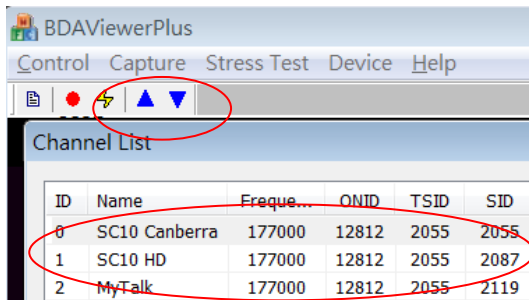 BDAViewerPlus
Control Capture Stress Test Device Help
Channel List
ID Name Freque... ONID TSID SID
0 SC10 Canberra 177000 12812 2055 2055
1 SC10 HD 177000 12812 2055 2087
2 MyTalk 177000 12812 2055 2119